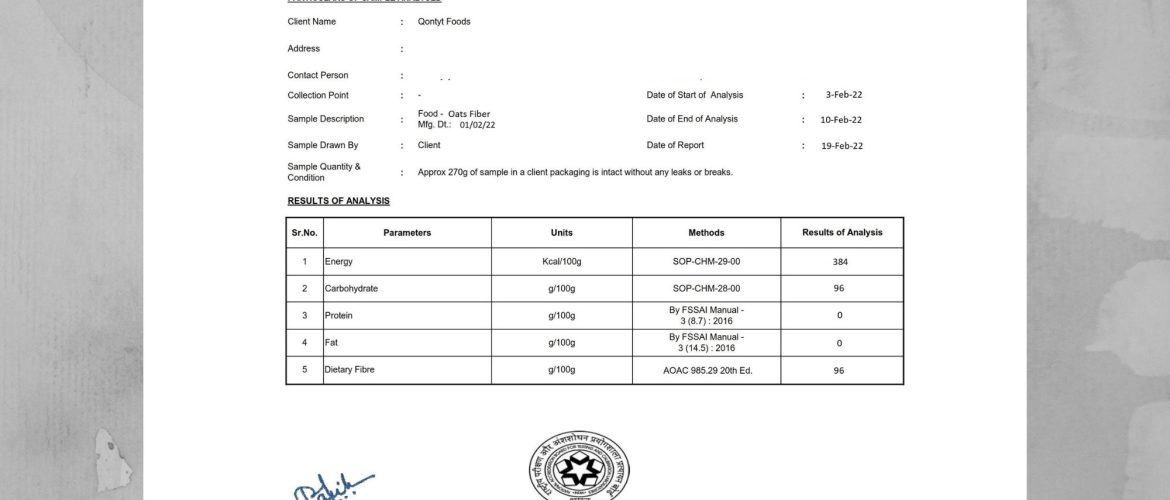 PARTICULARS OF SAMPLE ANALYSED
Client Name : Qontyt Foods
Address :
Contact Person :
Collection Point : -
Date of Start of Analysis : 3-Feb-22
Sample Description : Food - Oats Fiber
Mfg. Dt.: 01/02/22
Date of End of Analysis : 10-Feb-22
Sample Drawn By : Client
Date of Report : 19-Feb-22
Sample Quantity &
Condition : Approx 270g of sample in a client packaging is intact without any leaks or breaks.
RESULTS OF ANALYSIS
Sr.No. Parameters Units Methods Results of Analysis
1 Energy Kcal/100g SOP-CHM-29-00 384
2 Carbohydrate g/100g SOP-CHM-28-00 96
3 Protein g/100g By FSSAI Manual -
3 (8.7) : 2016 0
4 Fat g/100g By FSSAI Manual -
3 (14.5) : 2016 0
5 Dietary Fibre g/100g AOAC 985.29 20th Ed. 96